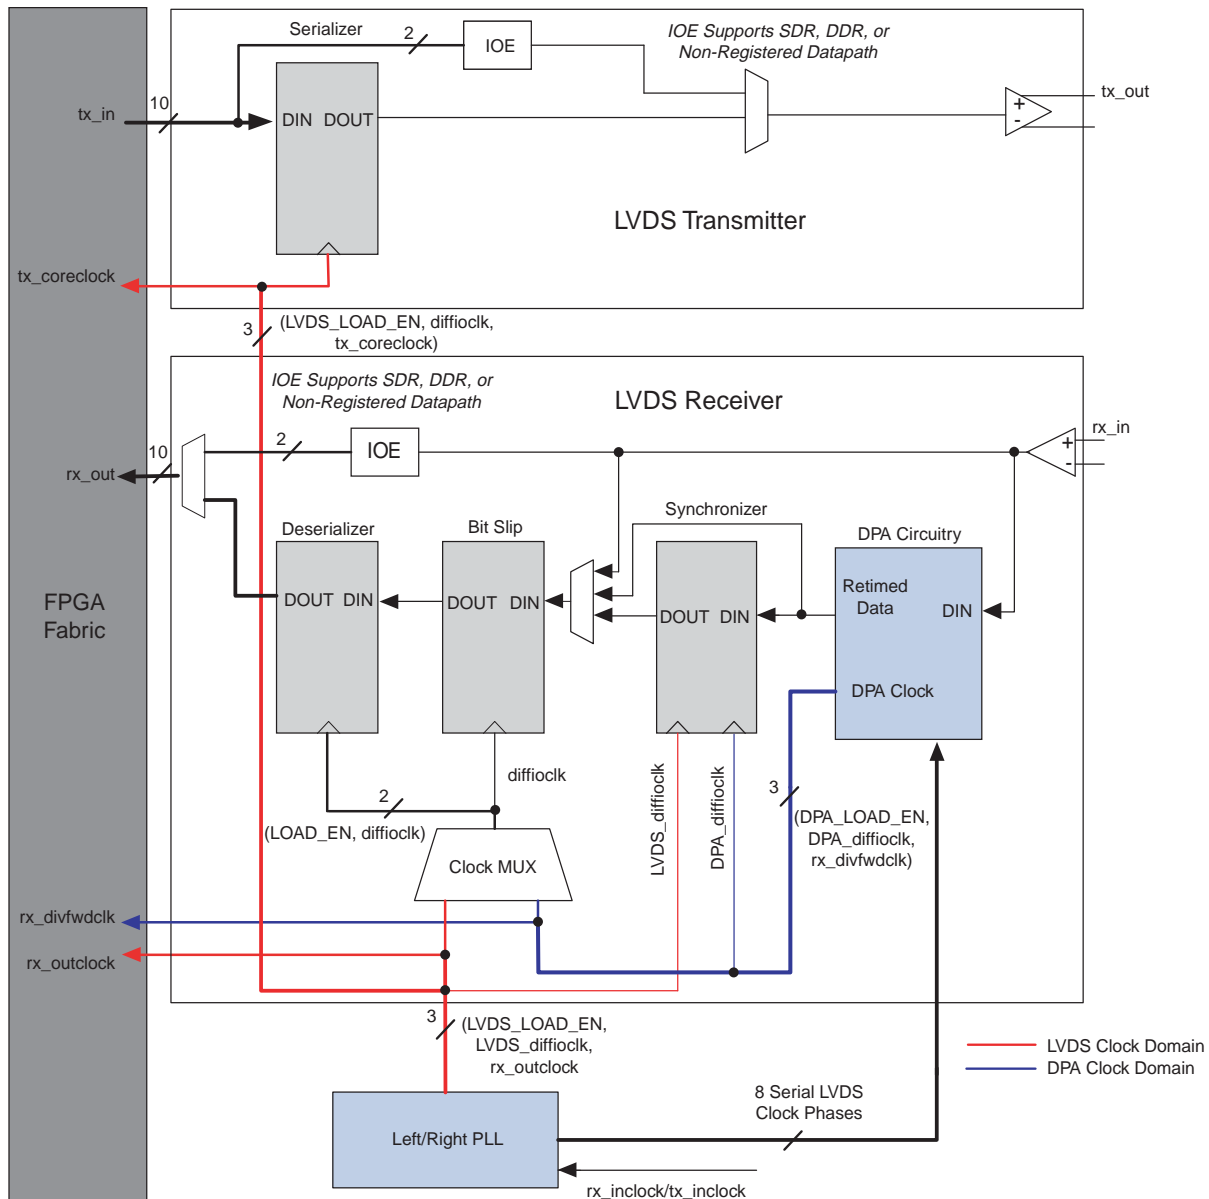 Serializer
2
IOE
IOE Supports SDR, DDR, or
Non-Registered Datapath
tx_in
10
DIN DOUT
+
-
tx_out
LVDS Transmitter
tx_coreclock
3
(LVDS_LOAD_EN, diffioclk,
tx_coreclock)
IOE Supports SDR, DDR, or
Non-Registered Datapath
LVDS Receiver
rx_in
+
-
2
IOE
10
rx_out
Deserializer
Bit Slip
Synchronizer
DPA Circuitry
FPGA
Fabric
DOUT DIN
DOUT DIN
DOUT DIN
Retimed
Data
DIN
DPA Clock
diffioclk
LVDS_diffioclk
DPA_diffioclk
2
(LOAD_EN, diffioclk)
3
(DPA_LOAD_EN,
DPA_diffioclk,
rx_divfwdclk)
Clock MUX
rx_divfwdclk
rx_outclock
3
(LVDS_LOAD_EN,
LVDS_diffioclk,
rx_outclock
LVDS Clock Domain
DPA Clock Domain
8 Serial LVDS
Clock Phases
Left/Right PLL
rx_inclock/tx_inclock